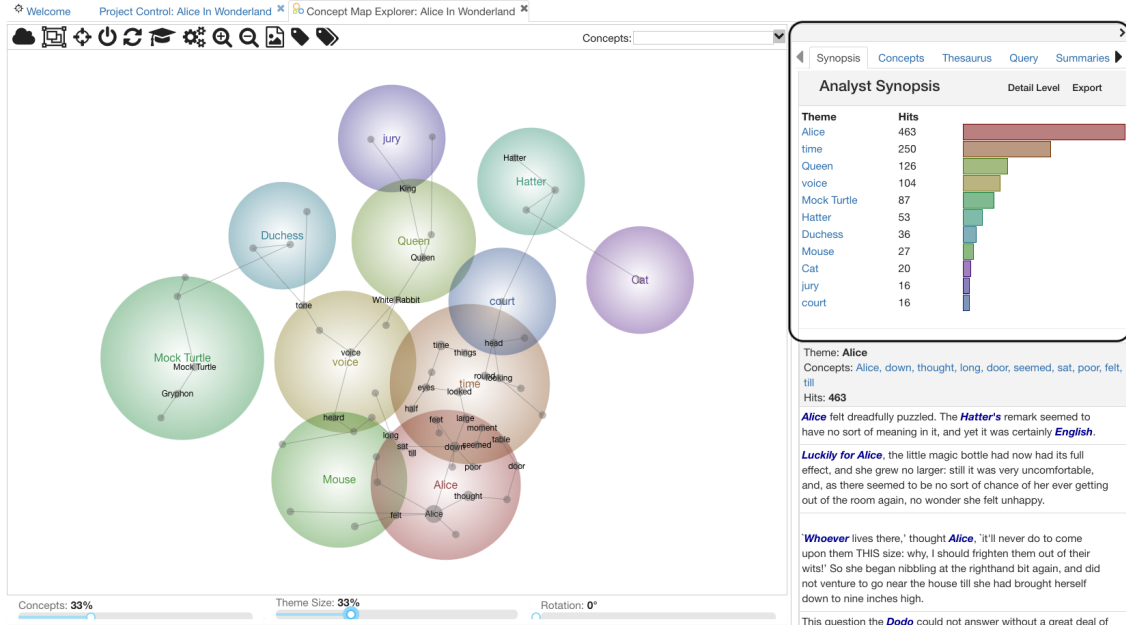 Welcome
Project Control: Alice In Wonderland
Concept Map Explorer: Alice In Wonderland
Concepts:
jury
King
Hatter
Hatter
Duchess
Queen
Queen
Cat
court
tone
White Rabbit
Mock Turtle
Mock Turtle
Gryphon
voice
voice
time
things
head
round
looking
time
eyes
looked
half
heard
feet
large
moment
long
sat
till
down
seemed
table
poor
door
Mouse
Alice
thought
felt
Alice
Concepts: 33%
Theme Size: 33%
Rotation: 0°
Synopsis Concepts Thesaurus Query Summaries
Analyst Synopsis Detail Level Export
Theme Hits
Alice 463
time 250
Queen 126
voice 104
Mock Turtle 87
Hatter 53
Duchess 36
Mouse 27
Cat 20
jury 16
court 16
Theme: Alice
Concepts: Alice, down, thought, long, door, seemed, sat, poor, felt,
till
Hits: 463
Alice felt dreadfully puzzled. The Hatter's remark seemed to
have no sort of meaning in it, and yet it was certainly English.
Luckily for Alice, the little magic bottle had now had its full
effect, and she grew no larger: still it was very uncomfortable,
and, as there seemed to be no sort of chance of her ever getting
out of the room again, no wonder she felt unhappy.
`Whoever lives there,' thought Alice, `it'll never do to come
upon them THIS size: why, I should frighten them out of their
wits!' So she began nibbling at the righthand bit again, and did
not venture to go near the house till she had brought herself
down to nine inches high.
This question the Dodo could not answer without a great deal of